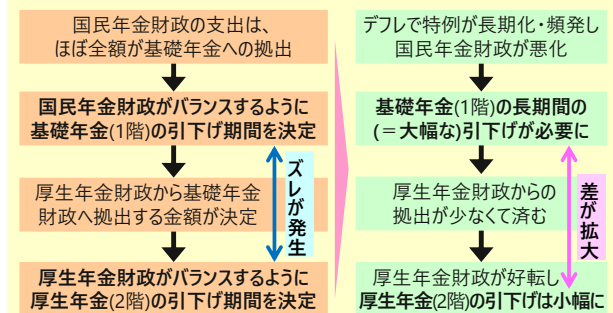 国民年金財政の支出は、
ほぼ全額が基礎年金への拠出
国民年金財政がバランスするように
基礎年金(1階)の引下げ期間を決定
厚生年金財政から基礎年金
財政へ拠出する金額が決定
厚生年金財政がバランスするように
厚生年金(2階)の引下げ期間を決定
ズレが発生
デフレで特例が長期化・頻発し
国民年金財政が悪化
基礎年金(1階)の長期間の
(=大幅な)引下げが必要に
厚生年金財政からの
拠出が少なくて済む
厚生年金財政が好転し
厚生年金(2階)の引下げは小幅に
差が拡大